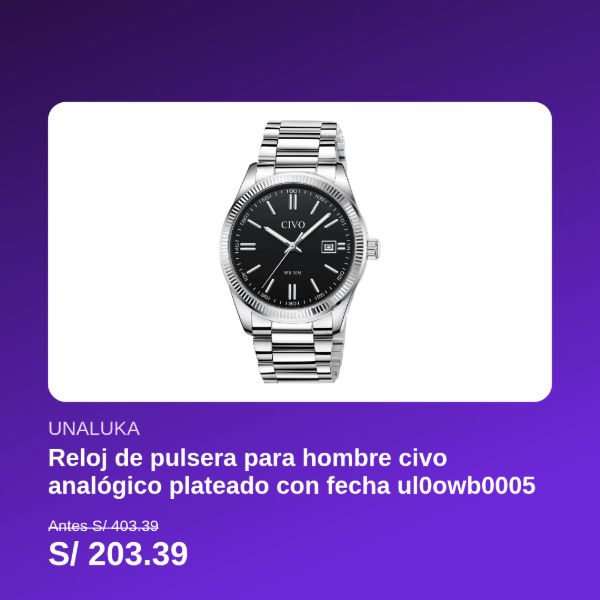 CIVO
UNALUKA
Reloj de pulsera para hombre civo
analógico plateado con fecha ul0owb0005
Antes S/ 403.39
S/ 203.39